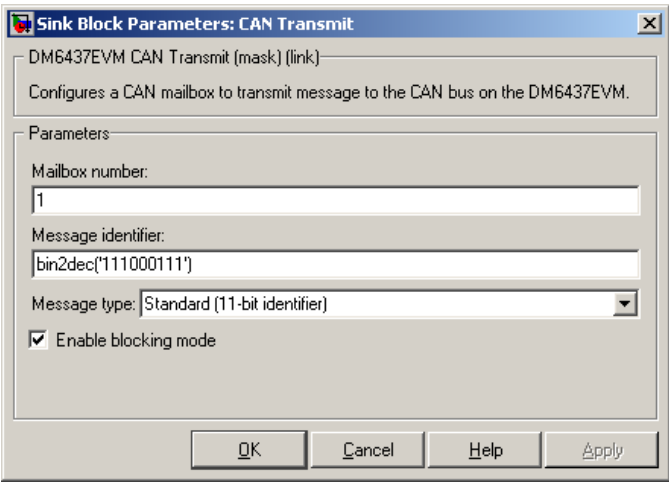 Sink Block Parameters: CAN Transmit
DM6437EVM CAN Transmit (mask) (link)
Configures a CAN mailbox to transmit message to the CAN bus on the DM6437EVM.
Parameters
Mailbox number:
1
Message identifier:
bin2dec('111000111')
Message type: Standard (11-bit identifier)
Enable blocking mode
OK Cancel Help Apply